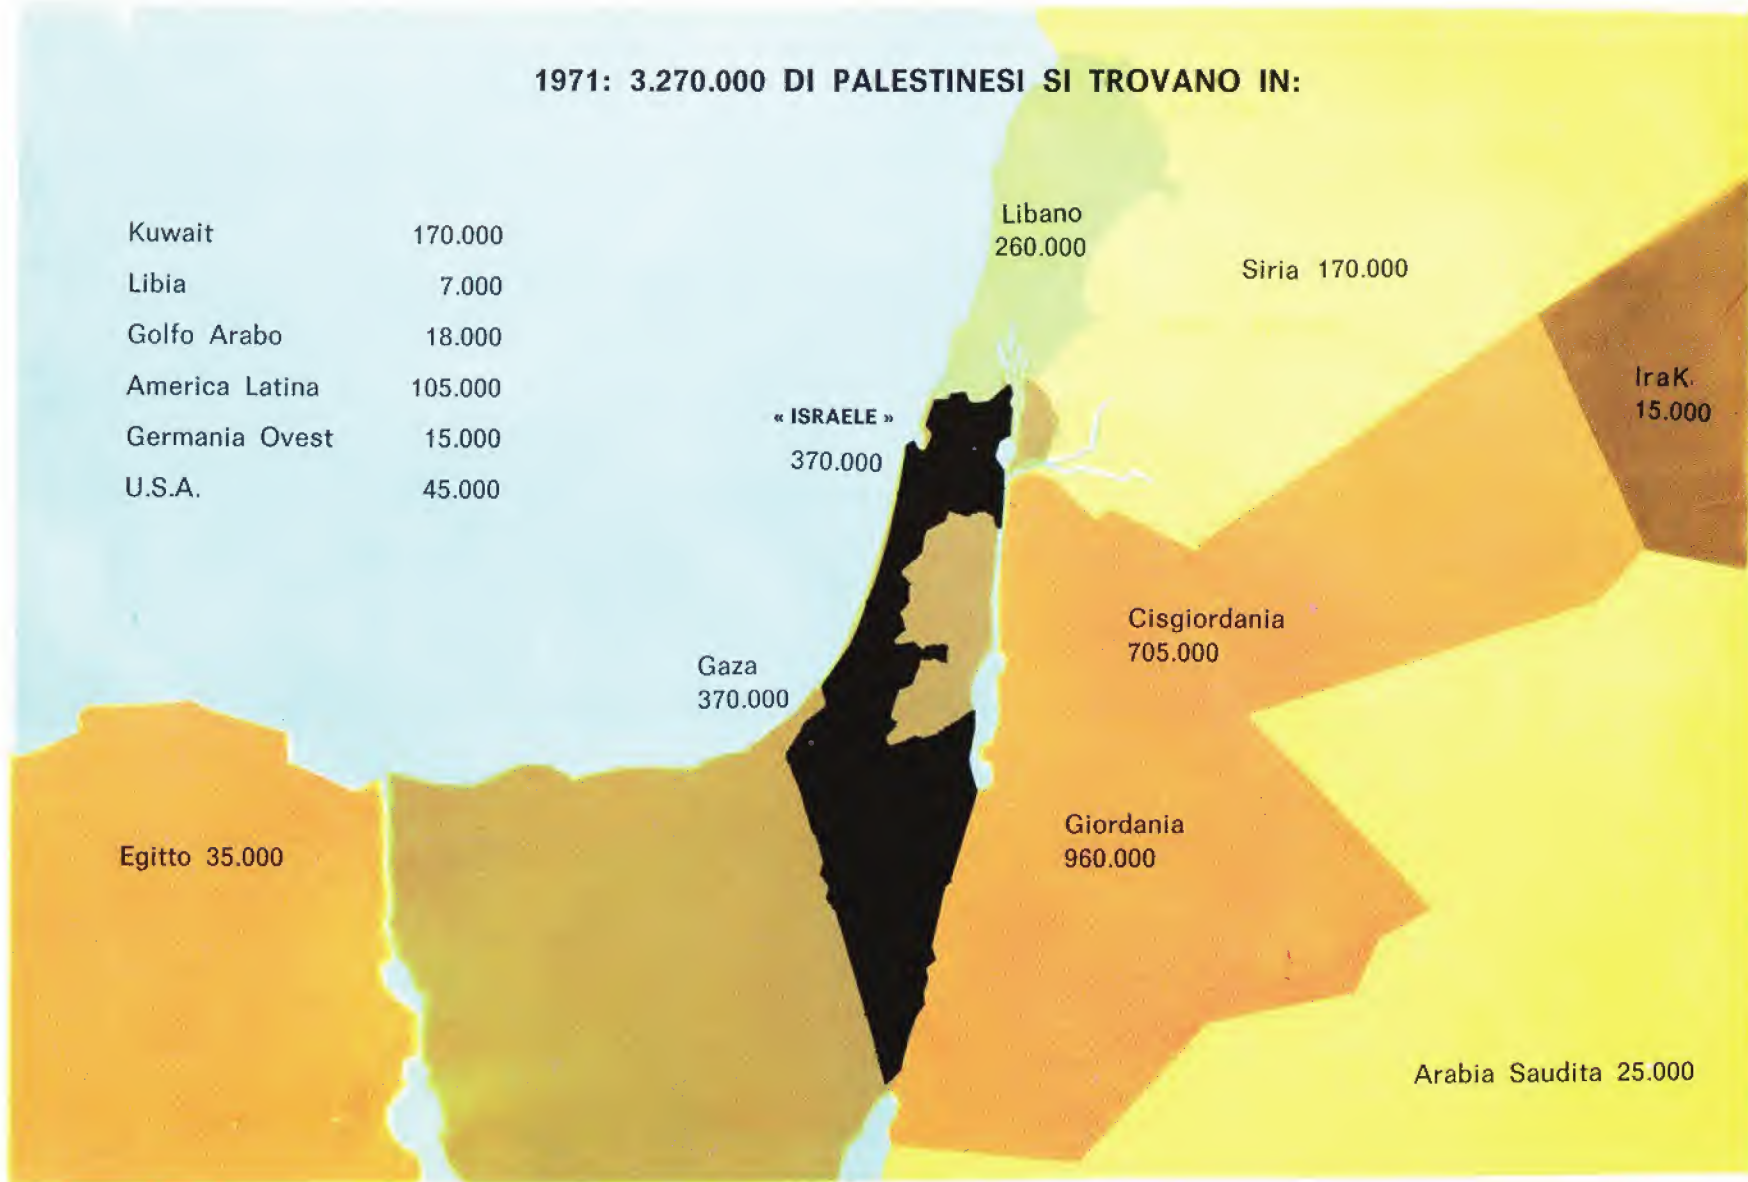 1971: 3.270.000 DI PALESTINESI SI TROVANO IN:
Kuwait 170.000
Libia 7.000
Golfo Arabo 18.000
America Latina 105.000
Germania Ovest 15.000
U.S.A. 45.000
Libano
260.000
Siria 170.000
IraK.
15.000
« ISRAELE »
370.000
Cisgiordania
705.000
Gaza
370.000
Giordania
960.000
Egitto 35.000
Arabia Saudita 25.000